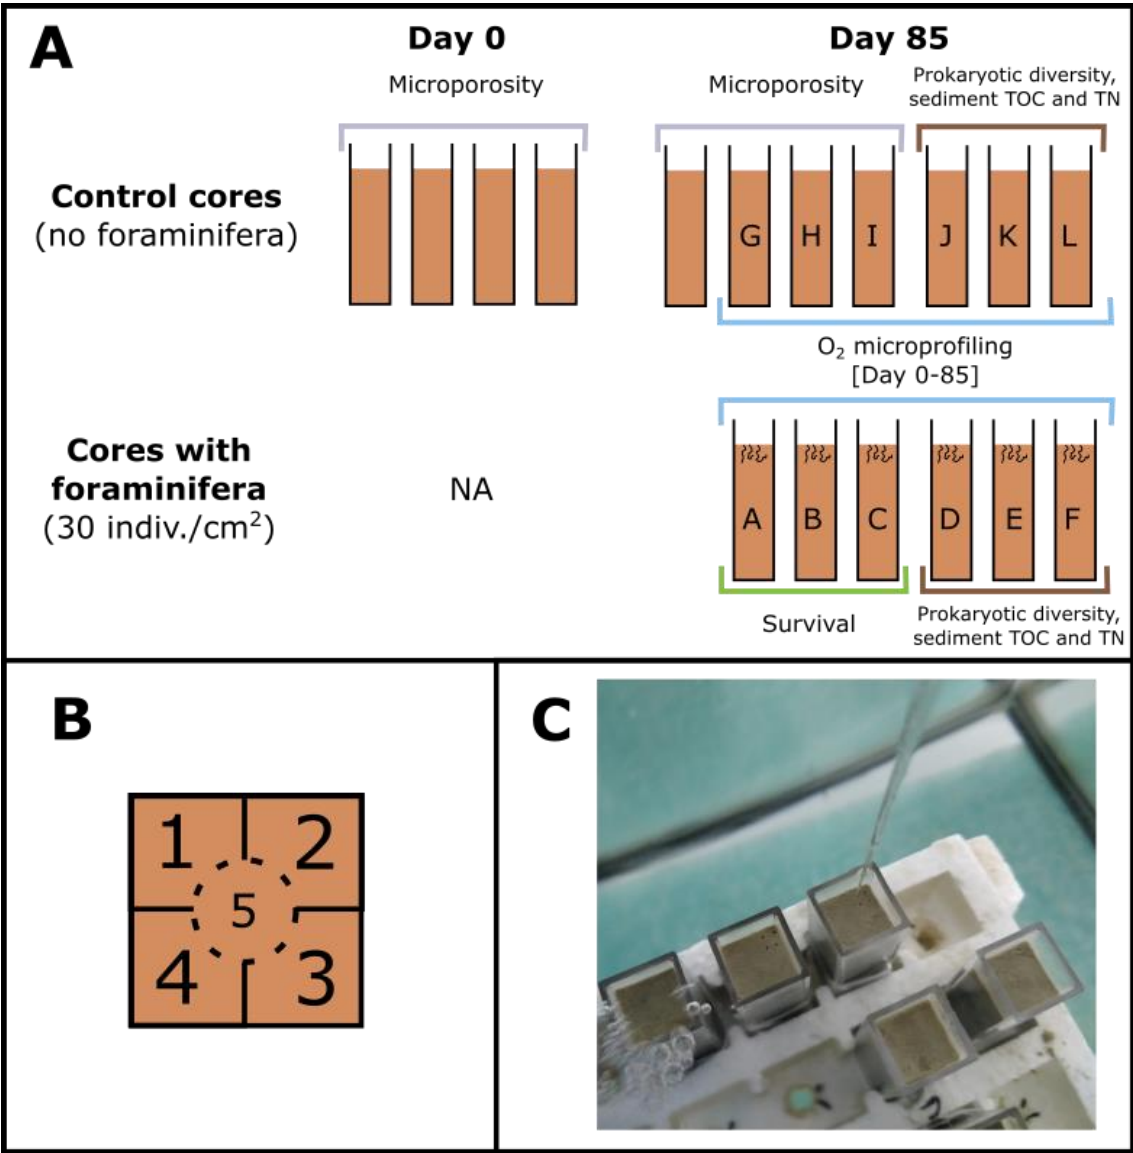 A
Day 0
Day 85
Microporosity
Microporosity
Prokaryotic diversity,
sediment TOC and TN
Control cores
(no foraminifera)
G H I J K L
O₂ microprofiling
[Day 0-85]
Cores with
foraminifera
(30 indiv./cm²)
NA
A B C D E F
Survival
Prokaryotic diversity,
sediment TOC and TN
B
1 2
5
4 3
C